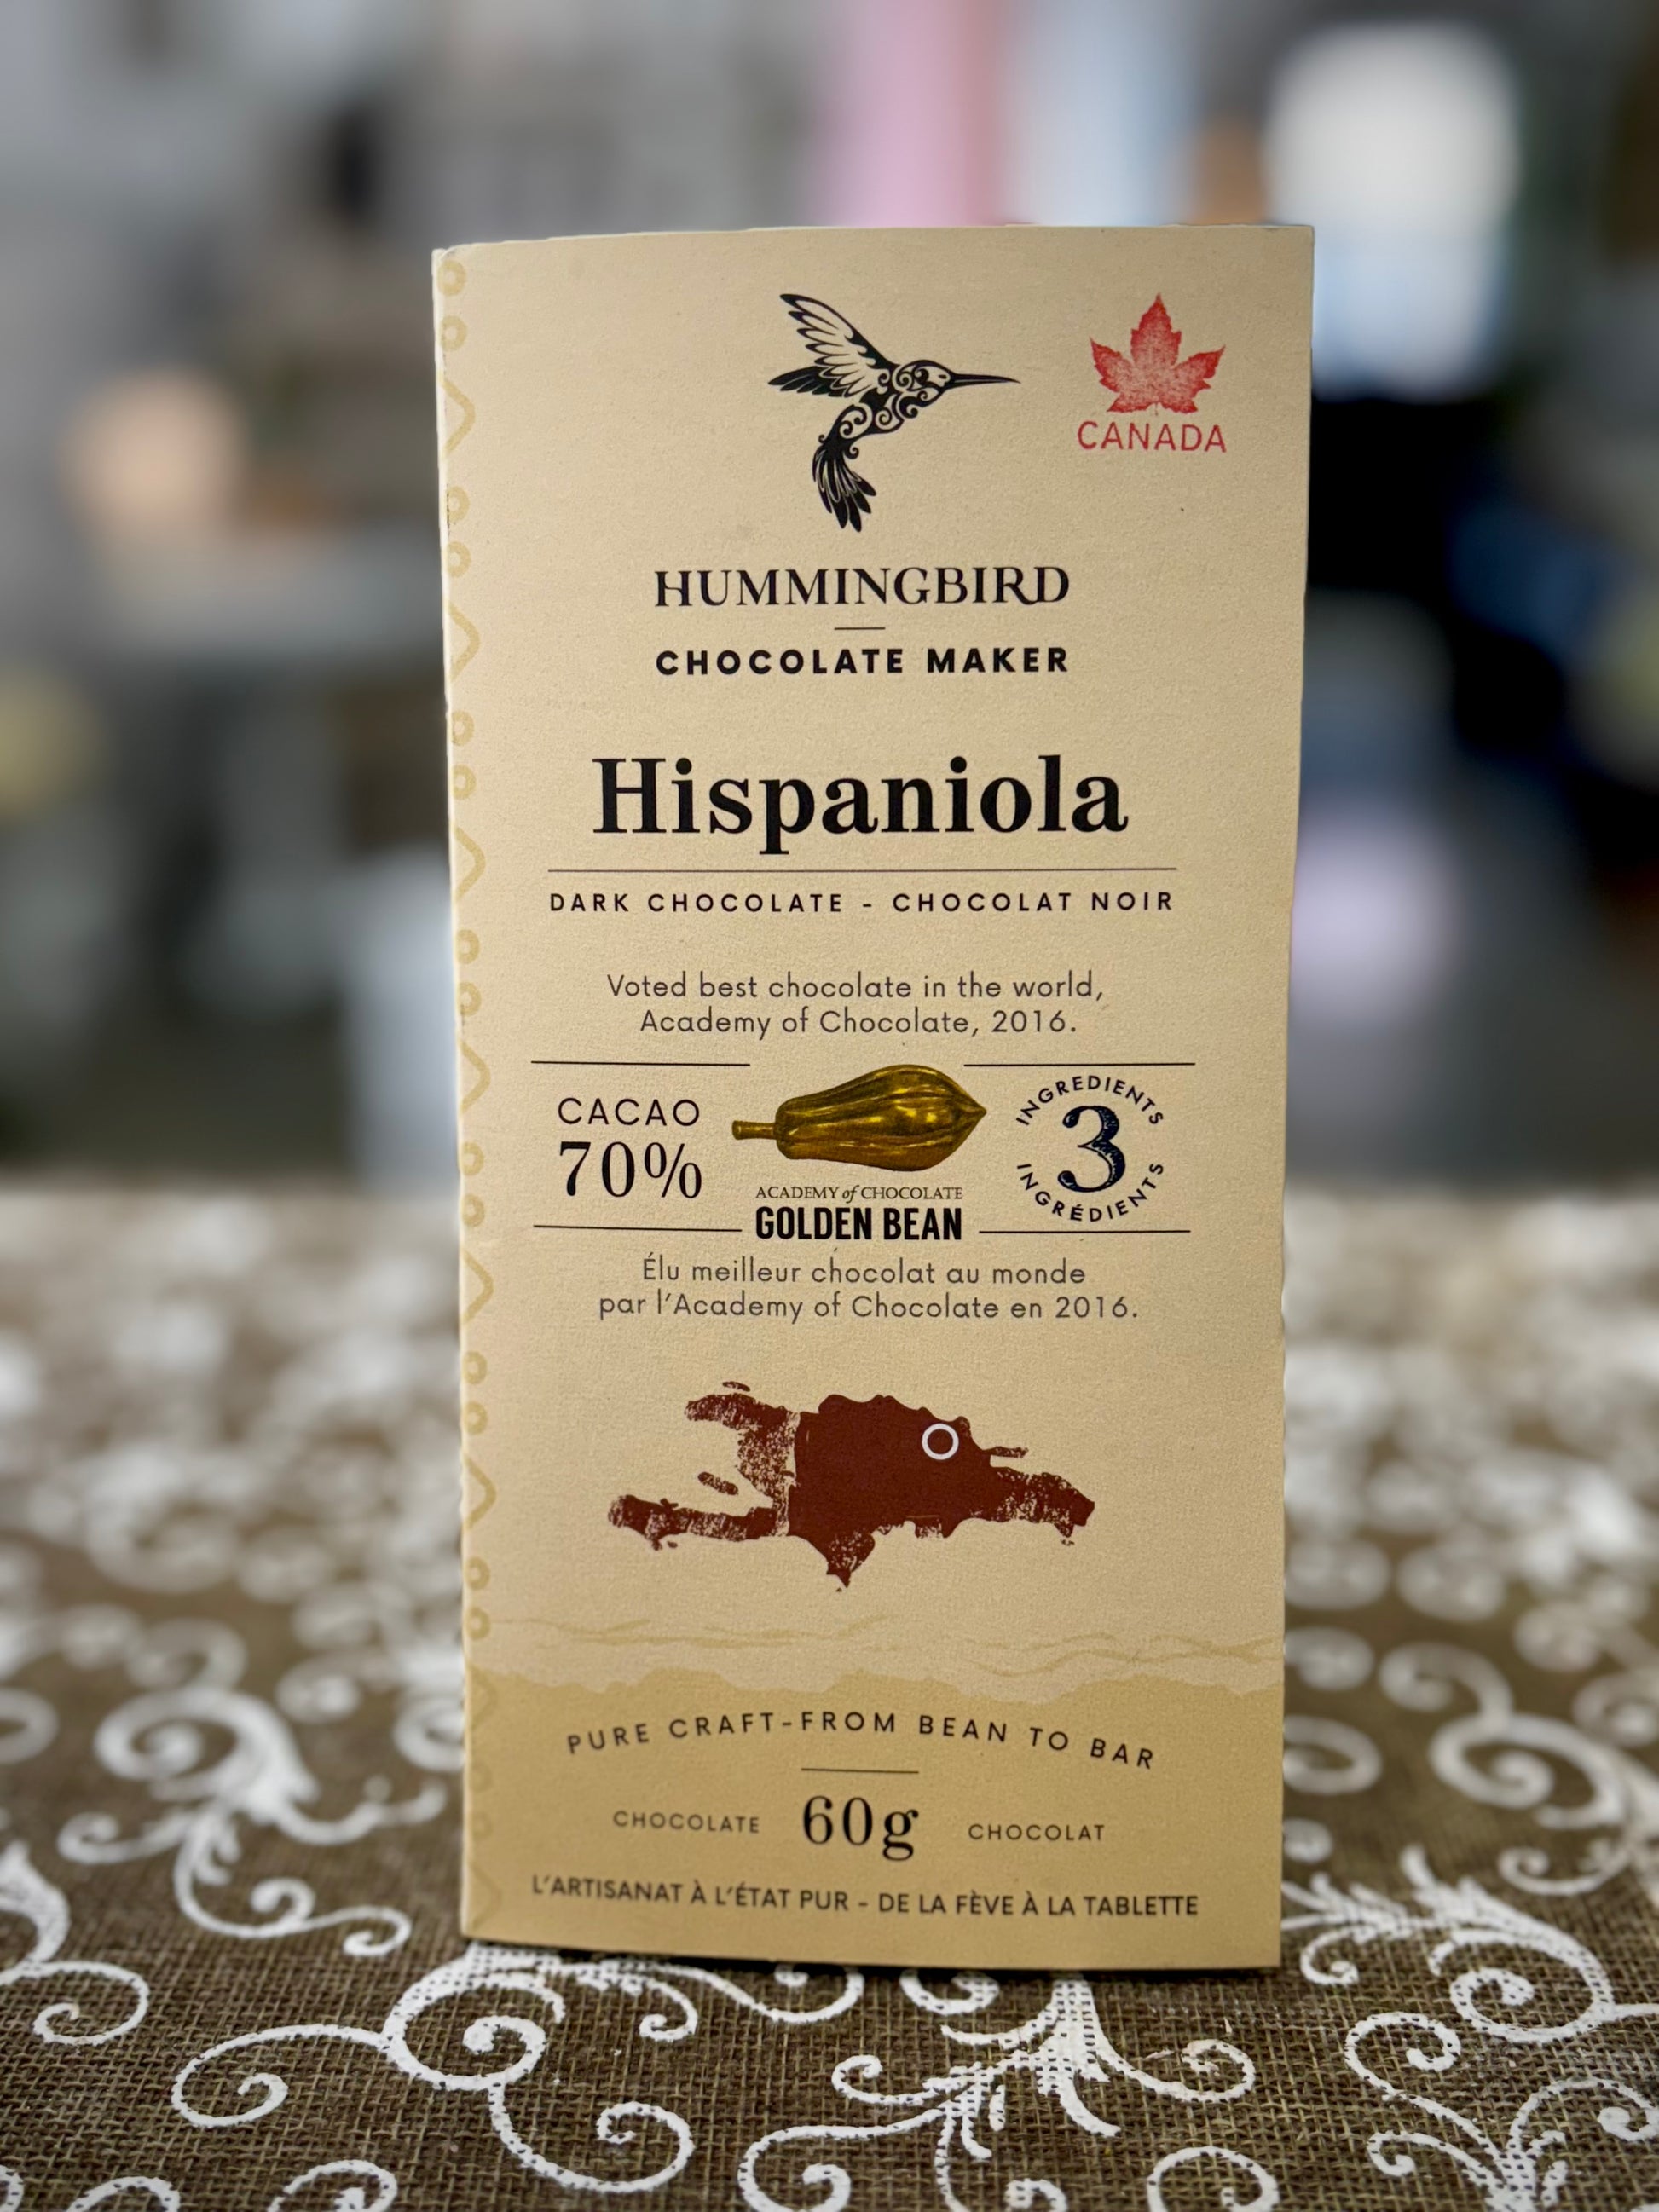 CANADA
HUMMINGBIRD
CHOCOLATE MAKER
Hispaniola
DARK CHOCOLATE - CHOCOLAT NOIR
Voted best chocolate in the world,
Academy of Chocolate, 2016.
CACAO
70%
ACADEMY of CHOCOLATE
GOLDEN BEAN
INGREDIENTS
3
INGRÉDIENTS
Élu meilleur chocolat au monde
par l'Academy of Chocolate en 2016.
PURE CRAFT-FROM BEAN TO BAR
CHOCOLATE 60g CHOCOLAT
L'ARTISANAT À L'ÉTAT PUR - DE LA FÈVE À LA TABLETTE